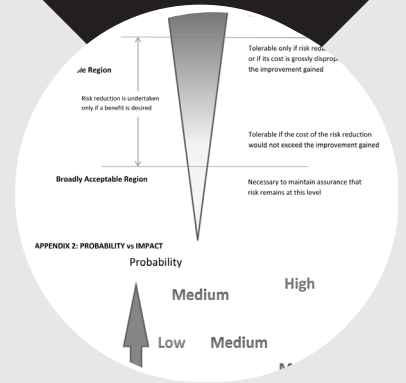 Tolerable only if risk
or if its cost is grossly
the improvement gained
Region
Risk reduction is undertaken
only if a benefit is desired
Tolerable if the cost of the risk reduction
would not exceed the improvement gained
Broadly Acceptable Region
Necessary to maintain assurance that
risk remains at this level
APPENDIX 2: PROBABILITY vs IMPACT
Probability
Medium
High
Low
Medium